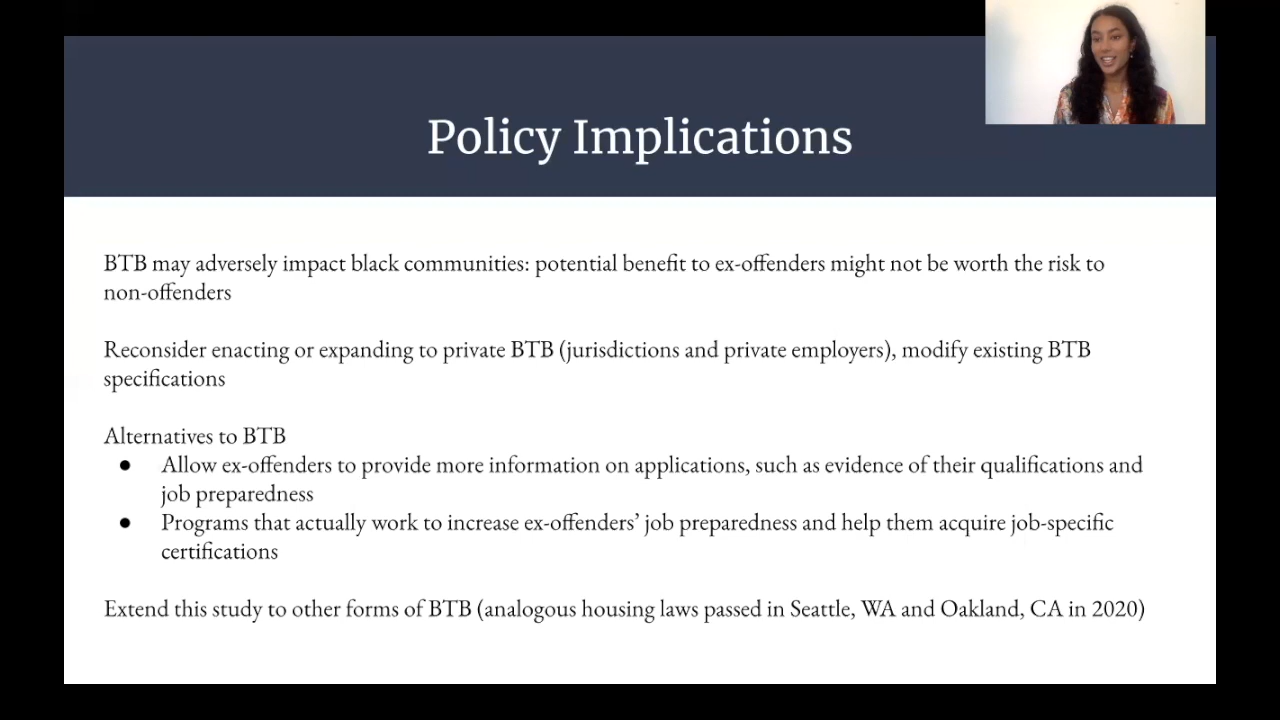 Policy Implications
BTB may adversely impact black communities: potential benefit to ex-offenders might not be worth the risk to
non-offenders
Reconsider enacting or expanding to private BTB (jurisdictions and private employers), modify existing BTB
specifications
Alternatives to BTB
● Allow ex-offenders to provide more information on applications, such as evidence of their qualifications and
job preparedness
● Programs that actually work to increase ex-offenders’ job preparedness and help them acquire job-specific
certifications
Extend this study to other forms of BTB (analogous housing laws passed in Seattle, WA and Oakland, CA in 2020)